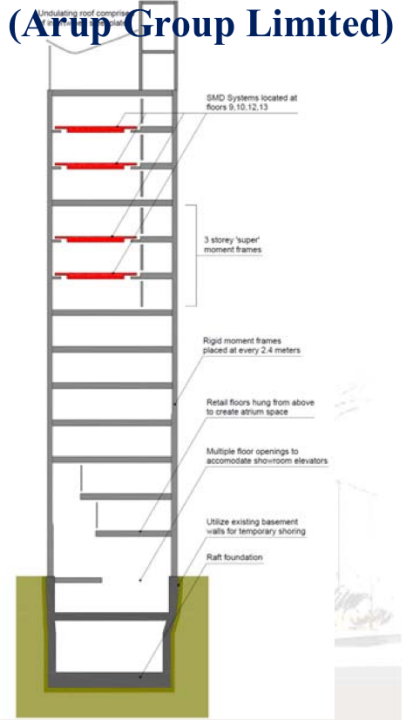 (Arup Group Limited)
Undulating roof comprise
SMD Systems located at
floors 9,10,12,13
3 storey 'super'
moment frames
Rigid moment frames
placed at every 2.4 meters
Retail floors hung from above
to create atrium space
Multiple floor openings to
accomodate showroom elevators
Utilize existing basement
walls for temporary shoring
Raft foundation